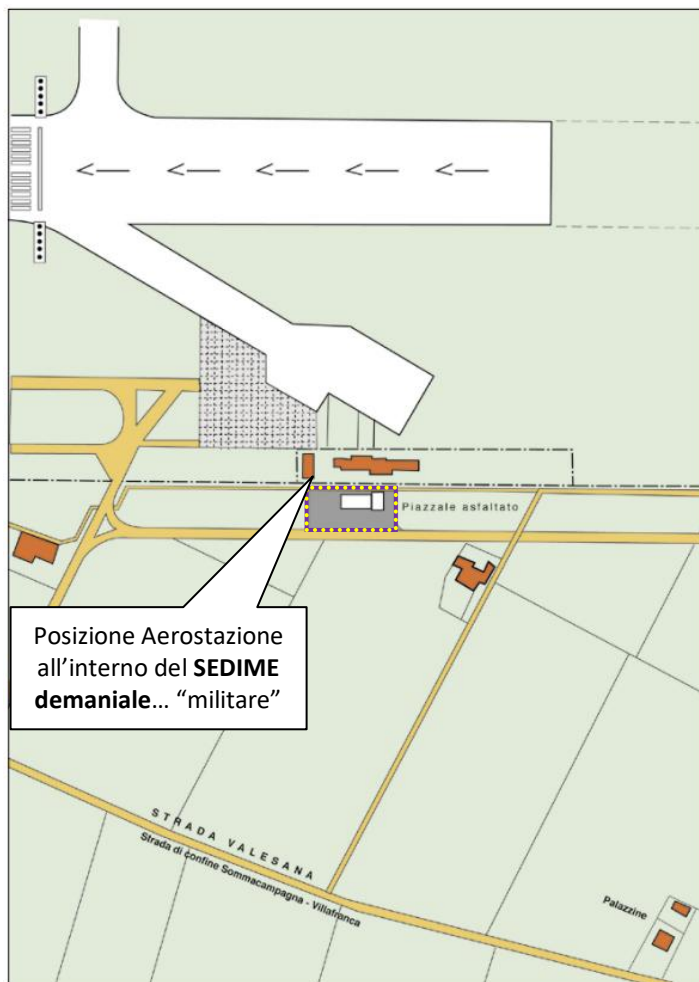 Piazzale asfaltato
Posizione Aerostazione
all’interno del SEDIME
demaniale… “militare”
STRADA VALESANA
Strada di confine Sommacampagna - Villafranca
Palazzine